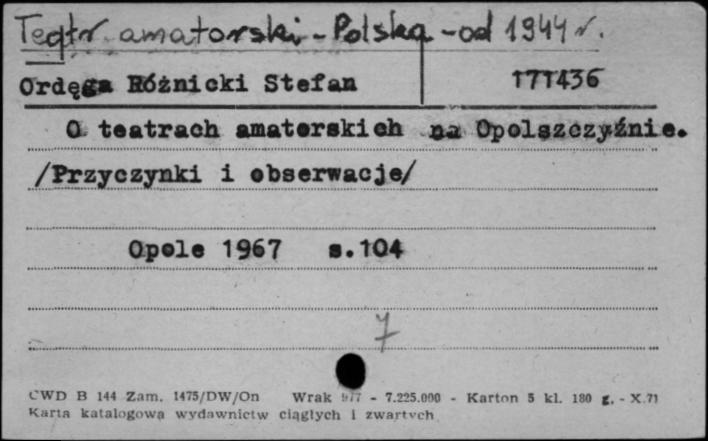 Teatr amatorski - Polska - od 1944 r.
Ordęga Różnicki Stefan 171436
O teatrach amatorskich na Opolszczyźnie.
/Przyczynki i obserwacje/
Opole 1967 s.104
7
CWD B 144 Zam. 1475/DW/On Wrak 977 - 7.225.000 - Karton 5 kl. 180 g. - X.71
Karta katalogowa wydawnictw ciągłych i zwartych